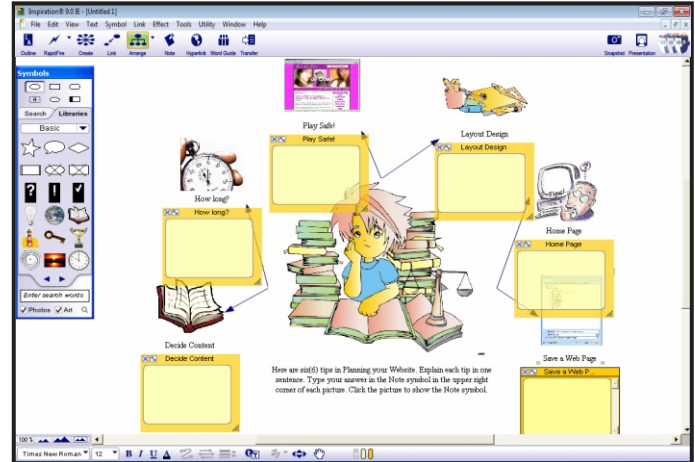 Inspiration® 9.0 IE - [Untitled1]
File Edit View Text Symbol Link Effect Tools Utility Window Help
Outline RapidFire Create Link Arrange Note Hyperlink Word Guide Transfer Snapshot Presentation
Symbols
Search Libraries
Basic
Enter search words
Photos Art
Play Safe!
Play Safe!
Layout Design
Layout Design
How long?
How long?
Home Page
Home Page
Decide Content
Decide Content
Save a Web Page
Save a Web P...
Here are six(6) tips in Planning your Website. Explain each tip in one
sentence. Type your answer in the Note symbol in the upper right
corner of each picture. Click the picture to show the Note symbol.
100%
Times New Roman 12 B I U A